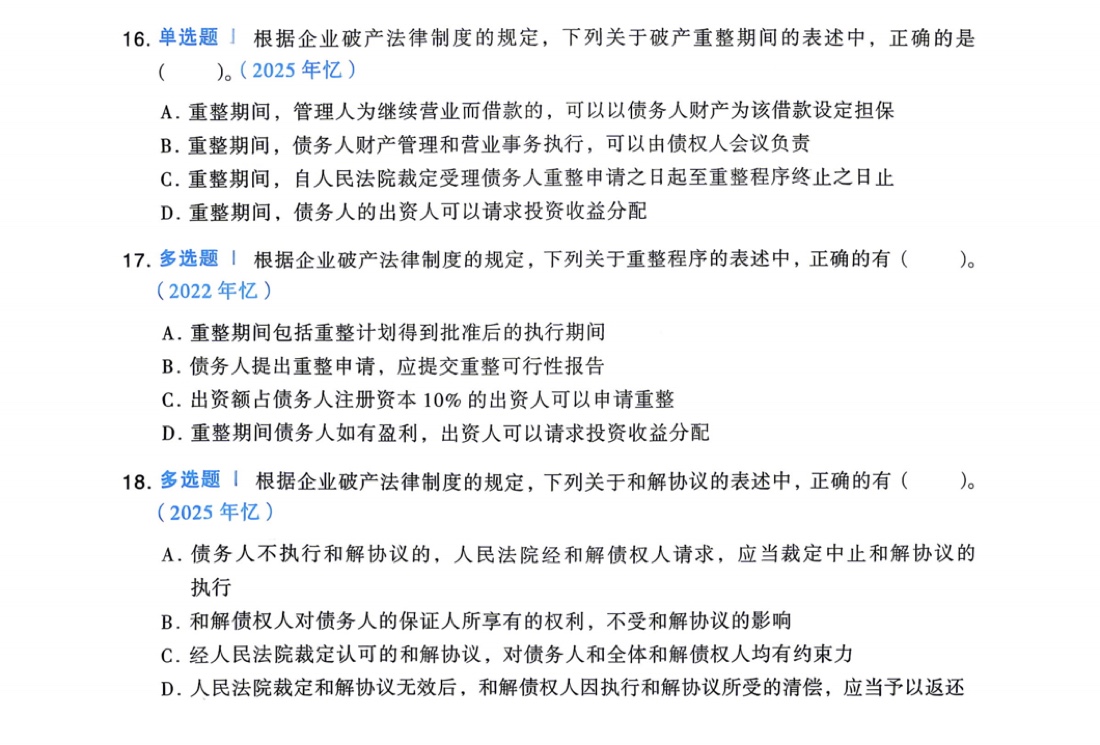 16. 单选题 | 根据企业破产法律制度的规定，下列关于破产重整期间的表述中，正确的是
（　　）。（2025 年忆）
A. 重整期间，管理人为继续营业而借款的，可以以债务人财产为该借款设定担保
B. 重整期间，债务人财产管理和营业事务执行，可以由债权人会议负责
C. 重整期间，自人民法院裁定受理债务人重整申请之日起至重整程序终止之日止
D. 重整期间，债务人的出资人可以请求投资收益分配
17. 多选题 | 根据企业破产法律制度的规定，下列关于重整程序的表述中，正确的有（　　）。
（2022 年忆）
A. 重整期间包括重整计划得到批准后的执行期间
B. 债务人提出重整申请，应提交重整可行性报告
C. 出资额占债务人注册资本 10% 的出资人可以申请重整
D. 重整期间债务人如有盈利，出资人可以请求投资收益分配
18. 多选题 | 根据企业破产法律制度的规定，下列关于和解协议的表述中，正确的有（　　）。
（2025 年忆）
A. 债务人不执行和解协议的，人民法院经和解债权人请求，应当裁定中止和解协议的
执行
B. 和解债权人对债务人的保证人所享有的权利，不受和解协议的影响
C. 经人民法院裁定认可的和解协议，对债务人和全体和解债权人均有约束力
D. 人民法院裁定和解协议无效后，和解债权人因执行和解协议所受的清偿，应当予以返还